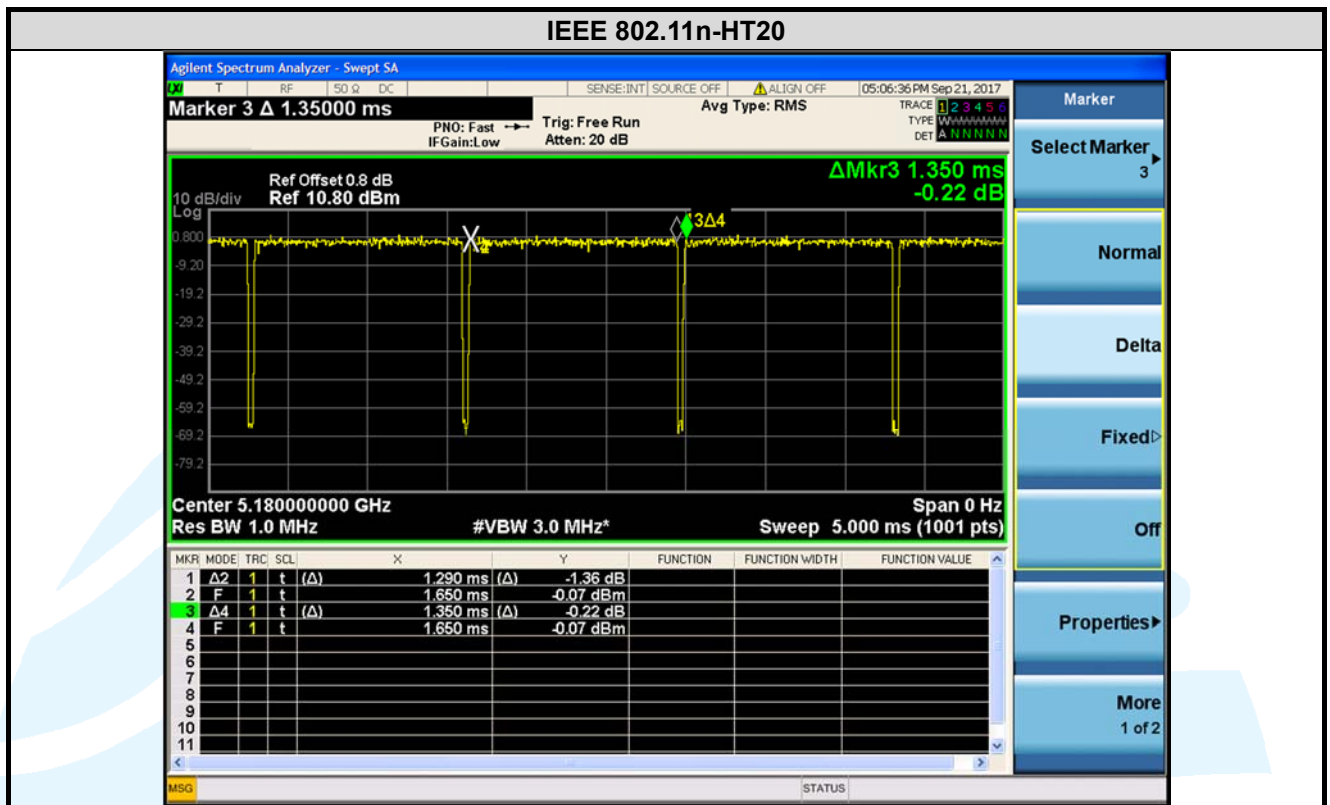 IEEE 802.11n-HT20
Agilent Spectrum Analyzer - Swept SA
LXI T RF 50 Ω DC SENSE:INT SOURCE OFF ALIGN OFF 05:06:36 PM Sep 21, 2017
Marker 3 Δ 1.35000 ms
PNO: Fast
IFGain:Low
Trig: Free Run
Atten: 20 dB
Avg Type: RMS
TRACE 1 2 3 4 5 6
TYPE W
DET A N N N N N
ΔMkr3 1.350 ms
-0.22 dB
Ref Offset 0.8 dB
10 dB/div Ref 10.80 dBm
Log
0.800
-9.20
-19.2
-29.2
-39.2
-49.2
-59.2
-69.2
-79.2
3Δ4
4
Center 5.180000000 GHz Span 0 Hz
Res BW 1.0 MHz #VBW 3.0 MHz* Sweep 5.000 ms (1001 pts)
MKR MODE TRC SCL X Y FUNCTION FUNCTION WIDTH FUNCTION VALUE
1 Δ2 1 t (Δ) 1.290 ms (Δ) -1.36 dB
2 F 1 t 1.650 ms -0.07 dBm
3 Δ4 1 t (Δ) 1.350 ms (Δ) -0.22 dB
4 F 1 t 1.650 ms -0.07 dBm
5
6
7
8
9
10
11
MSG STATUS
Marker
Select Marker
3
Normal
Delta
Fixed
Off
Properties
More
1 of 2